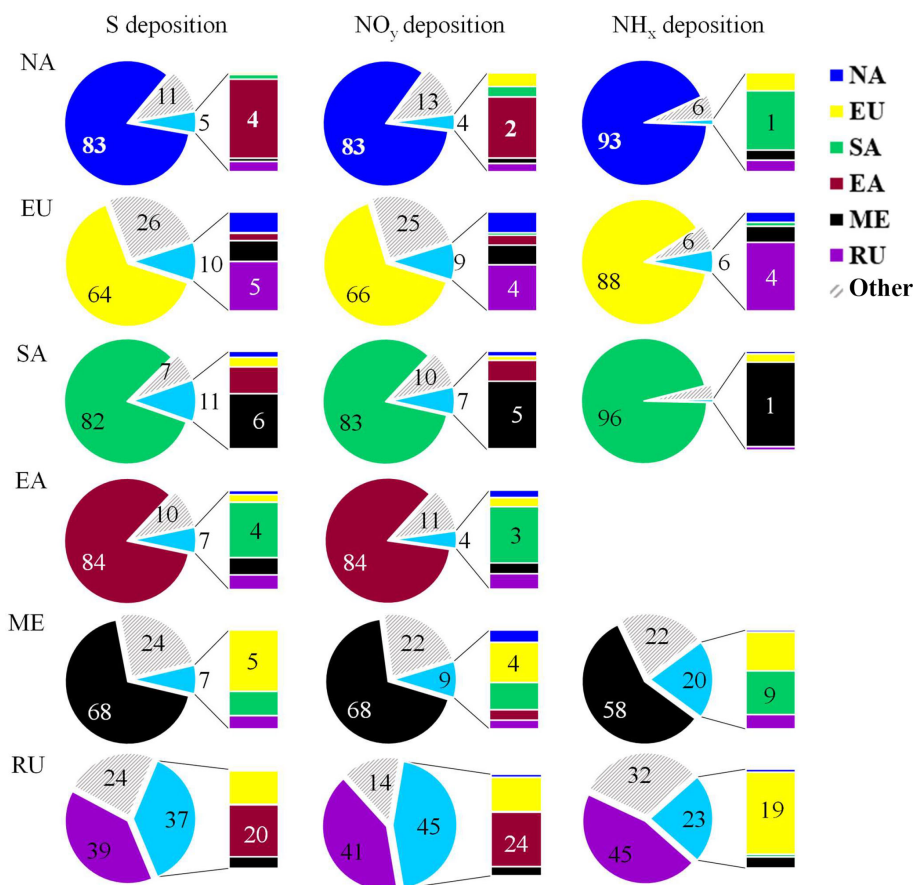 S deposition NOy deposition NHx deposition
NA
11 5 83 4
13 4 83 2
6 93 1
NA
EU
SA
EA
ME
RU
Other
EU
26 10 64 5
25 9 66 4
6 6 88 4
SA
7 11 82 6
10 7 83 5
96 1
EA
10 7 84 4
11 4 84 3
ME
24 7 68 5
22 9 68 4
22 20 58 9
RU
24 37 39 20
14 45 41 24
32 23 45 19